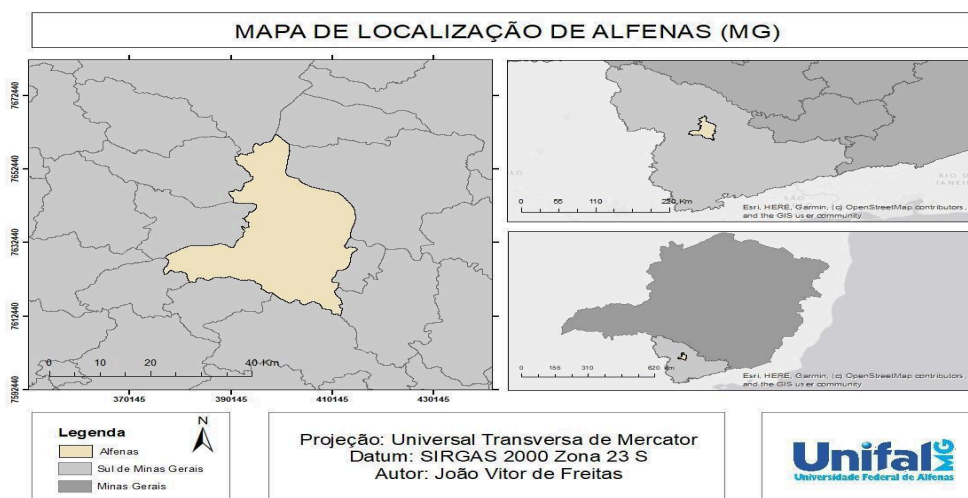 MAPA DE LOCALIZAÇÃO DE ALFENAS (MG)
7672440
7652440
7632440
7612440
7592440
0 10 20 40 Km
370145 390145 410145 430145
RIO D
JANEI
SÃO
0 55 110 220 Km
Esri, HERE, Garmin, (c) OpenStreetMap contributors,
and the GIS user community
0 155 310 620 Km
Esri, HERE, Garmin, (c) OpenStreetMap contributors,
and the GIS user community
Legenda
Alfenas
Sul de Minas Gerais
Minas Gerais
N
Projeção: Universal Transversa de Mercator
Datum: SIRGAS 2000 Zona 23 S
Autor: João Vitor de Freitas
Unifal MG
Universidade Federal de Alfenas